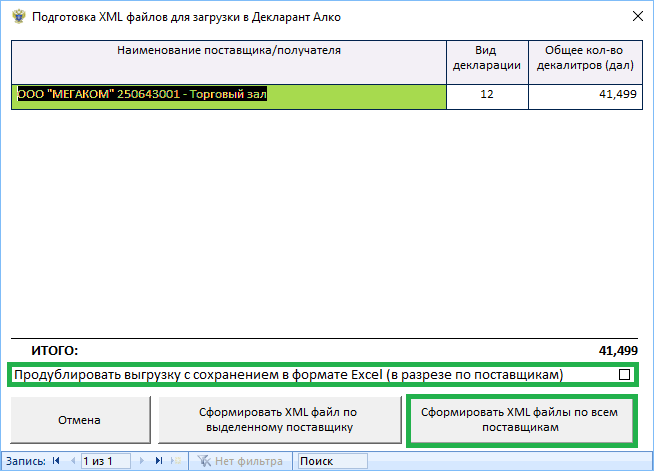 Подготовка XML файлов для загрузки в Декларант Алко
Наименование поставщика/получателя
Вид декларации
Общее кол-во декалитров (дал)
ООО "МЕГАКОМ" 250643001 - Торговый зал
12
41,499
ИТОГО:
41,499
Продублировать выгрузку с сохранением в формате Excel (в разрезе по поставщикам)
Отмена
Сформировать XML файл по
выделенному поставщику
Сформировать XML файлы по всем
поставщикам
Запись:
1 из 1
Нет фильтра
Поиск